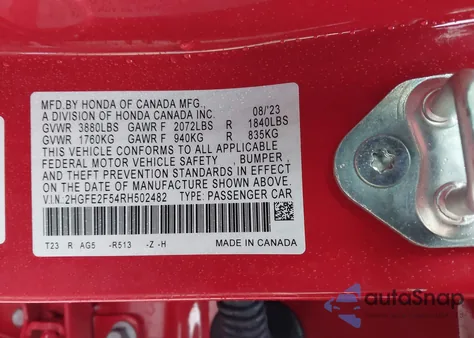 MFD.BY HONDA OF CANADA MFG.,
A DIVISION OF HONDA CANADA INC. 08/'23
GVWR 3880LBS GAWR F 2072LBS R 1840LBS
GVWR 1760KG GAWR F 940KG R 835KG
THIS VEHICLE CONFORMS TO ALL APPLICABLE
FEDERAL MOTOR VEHICLE SAFETY , BUMPER ,
AND THEFT PREVENTION STANDARDS IN EFFECT
ON THE DATE OF MANUFACTURE SHOWN ABOVE.
V.I.N. 2HGFE2F54RH502482 TYPE: PASSENGER CAR
T23 R AG5 -R513 -Z -H MADE IN CANADA
autoSnap